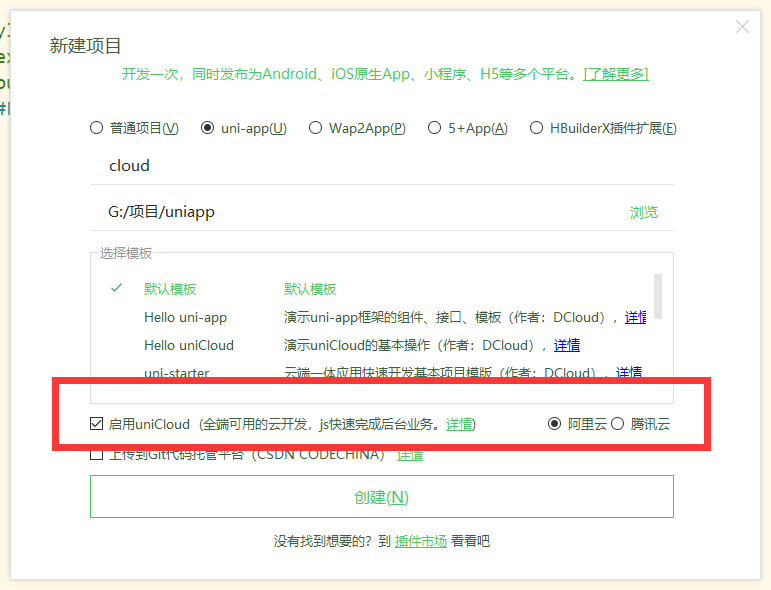 新建项目
开发一次，同时发布为Android、iOS原生App、小程序、H5等多个平台。[了解更多]
普通项目(V) uni-app(U) Wap2App(P) 5+App(A) HBuilderX插件扩展(E)
cloud
G:/项目/uniapp 浏览
选择模板
默认模板 默认模板
Hello uni-app 演示uni-app框架的组件、接口、模板（作者：DCloud），详情
Hello uniCloud 演示uniCloud的基本操作（作者：DCloud），详情
uni-starter 云端一体应用快速开发基本项目模版（作者：DCloud），详情
启用uniCloud（全端可用的云开发，js快速完成后台业务。详情） 阿里云 腾讯云
上传到Git代码托管平台（CSDN CODECHINA） 详情
创建(N)
没有找到想要的？到 插件市场 看看吧